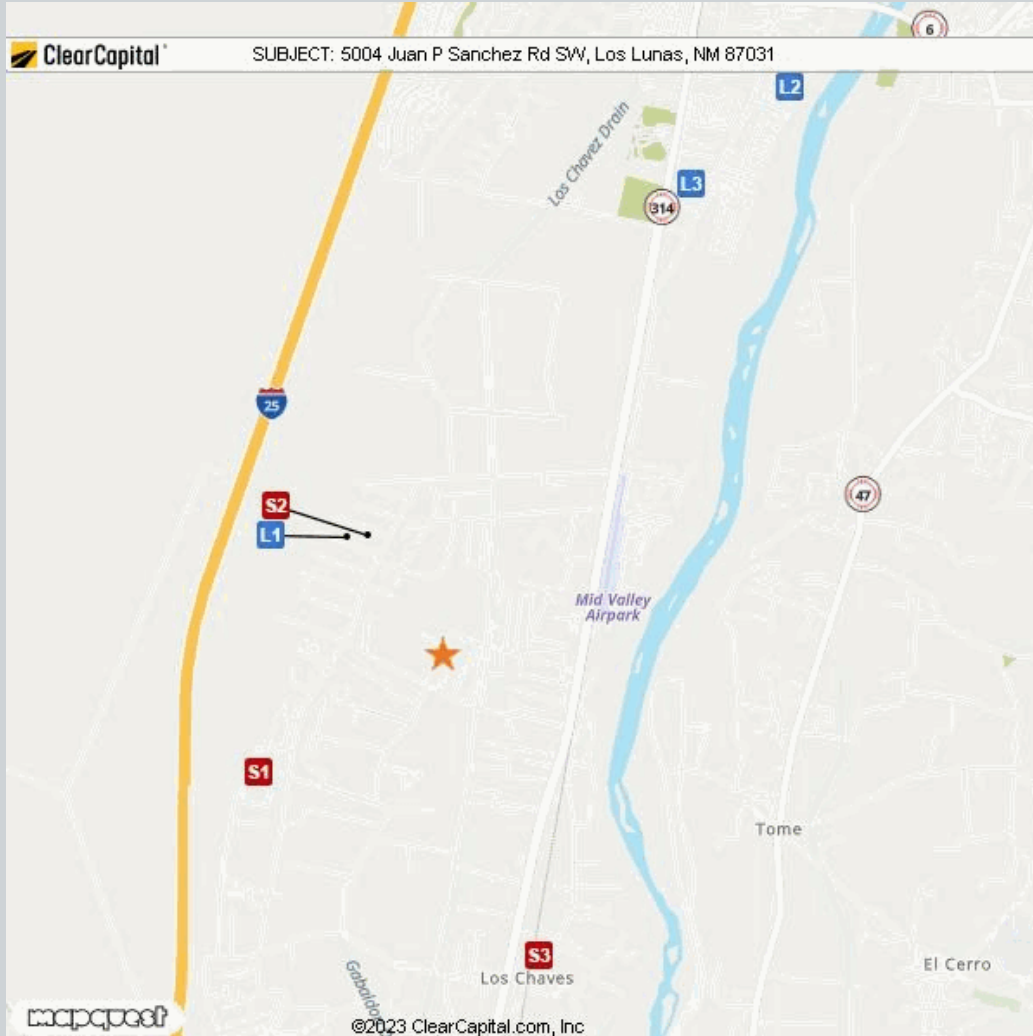 ClearCapital
SUBJECT: 5004 Juan P Sanchez Rd SW, Los Lunas, NM 87031
6
L2
Los Chavez Drain
L3
314
25
S2
L1
47
Mid Valley
Airpark
S1
Tome
S3
Los Chaves
El Cerro
mapquest
©2023 ClearCapital.com, Inc